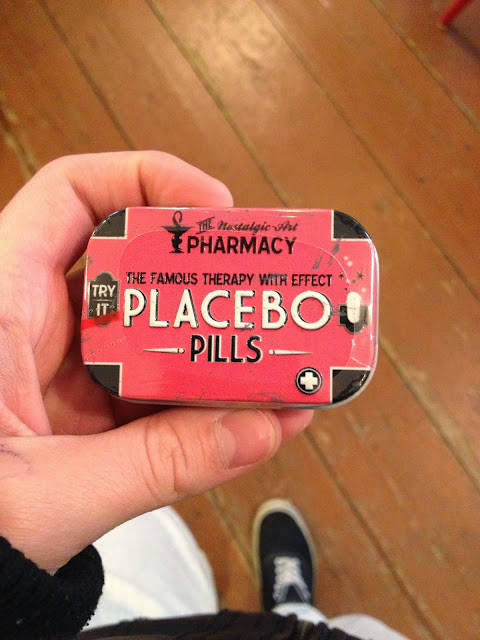 THE Nostalgic-Art
PHARMACY
THE FAMOUS THERAPY WITH EFFECT
TRY
IT
PLACEBO
PILLS